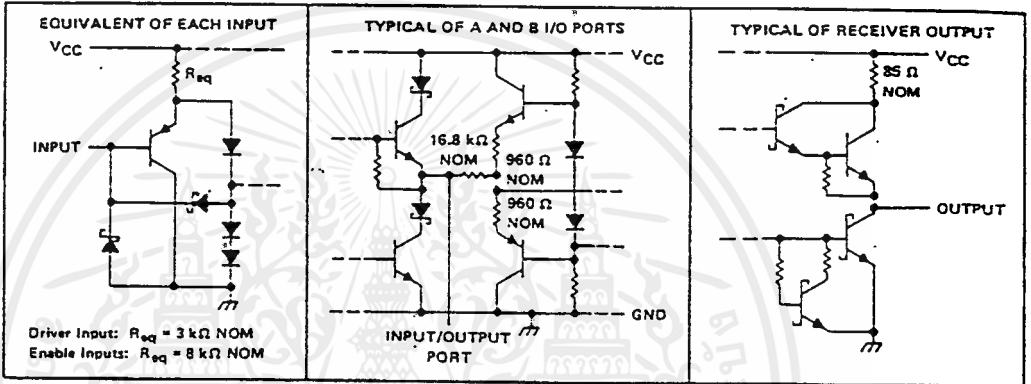 EQUIVALENT OF EACH INPUT
VCC
Req
INPUT
Driver Input: Req = 3 kΩ NOM
Enable Inputs: Req = 8 kΩ NOM
TYPICAL OF A AND B I/O PORTS
VCC
16.8 kΩ
NOM
960 Ω
NOM
960 Ω
NOM
GND
INPUT/OUTPUT
PORT
TYPICAL OF RECEIVER OUTPUT
VCC
85 Ω
NOM
OUTPUT